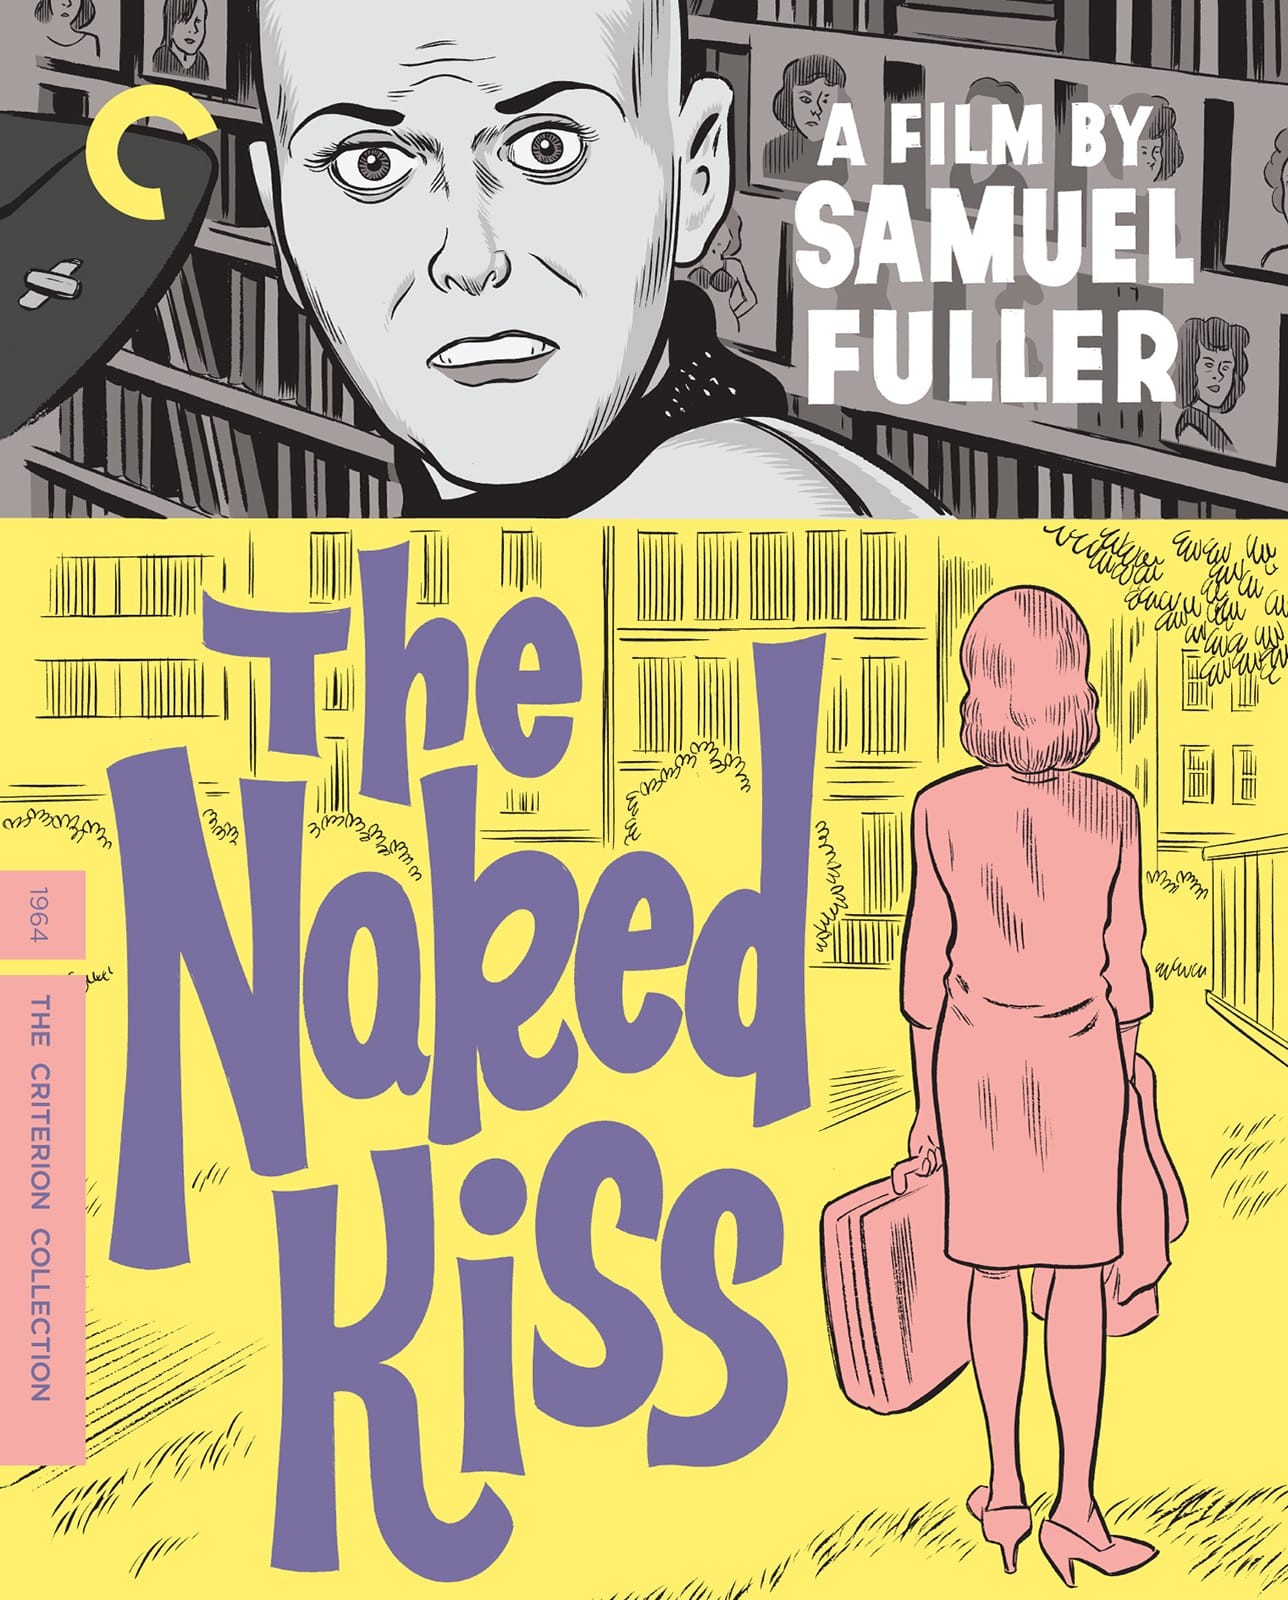 A FILM BY
SAMUEL
FULLER
The
Naked
Kiss
1964
THE CRITERION COLLECTION